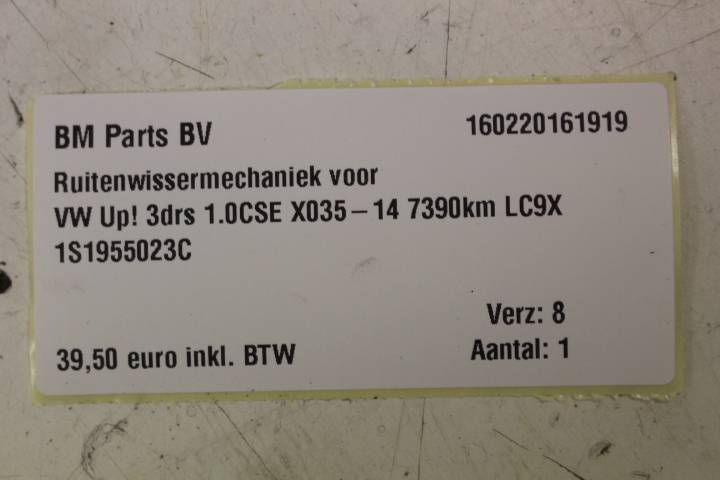 BM Parts BV 160220161919
Ruitenwissermechaniek voor
VW Up! 3drs 1.0CSE X035-14 7390km LC9X
1S1955023C
Verz: 8
39,50 euro inkl. BTW Aantal: 1